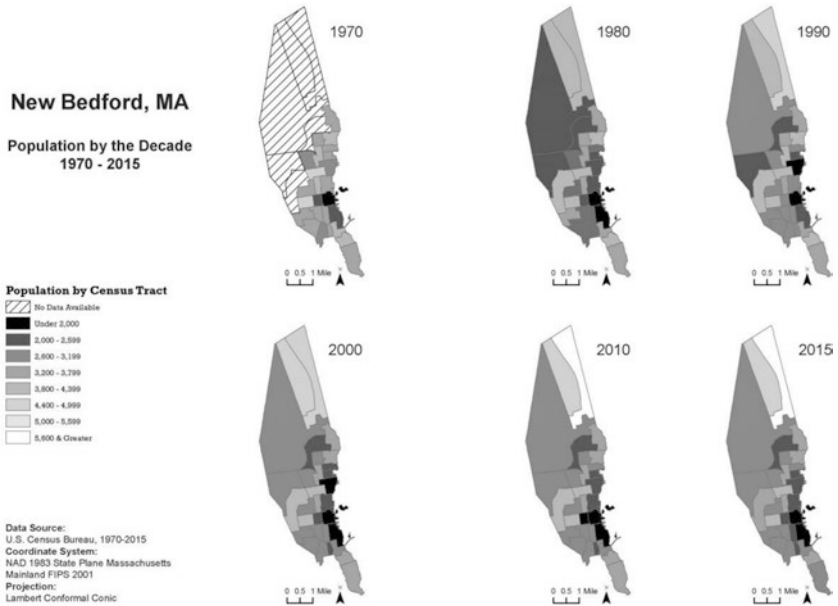 New Bedford, MA
Population by the Decade
1970 - 2015
1970
0 0.5 1 Mile
1980
0 0.5 1 Mile
1990
0 0.5 1 Mile
Population by Census Tract
No Data Available
Under 2,000
2,000 - 2,599
2,600 - 3,199
3,200 - 3,799
3,800 - 4,399
4,400 - 4,999
5,000 - 5,599
5,600 & Greater
2000
0 0.5 1 Mile
2010
0 0.5 1 Mile
2015
0 0.5 1 Mile
Data Source:
U.S. Census Bureau, 1970-2015
Coordinate System:
NAD 1983 State Plane Massachusetts
Mainland FIPS 2001
Projection:
Lambert Conformal Conic